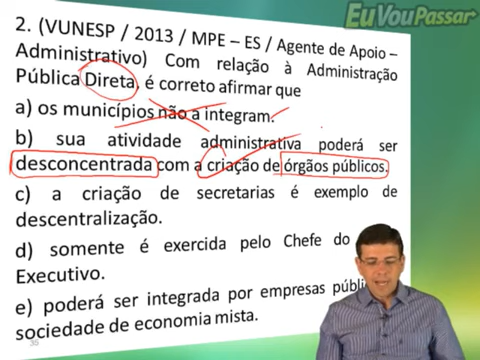 EuVouPassar
2. (VUNESP / 2013 / MPE – ES / Agente de Apoio –
Administrativo) Com relação à Administração
Pública Direta, é correto afirmar que
a) os municípios não a integram.
b) sua atividade administrativa poderá ser
desconcentrada com a criação de órgãos públicos.
c) a criação de secretarias é exemplo de
descentralização.
d) somente é exercida pelo Chefe do
Executivo.
e) poderá ser integrada por empresas
sociedade de economia mista.
35